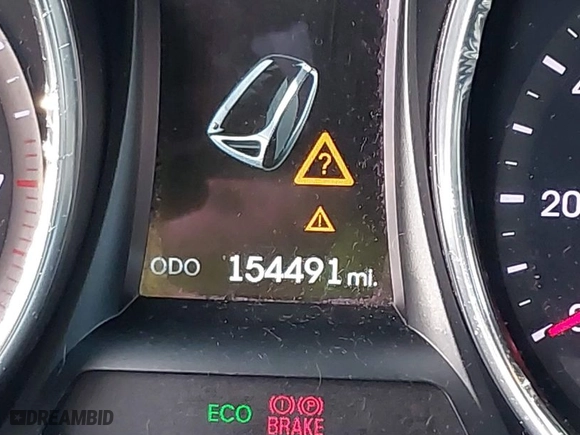 ?
!
ODO 154491 mi.
20
ECO (!) (P)
BRAKE
DREAMBID